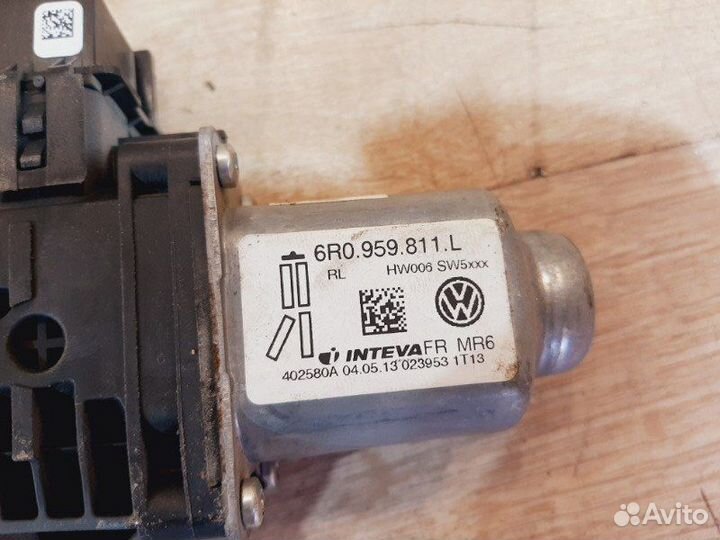 6R0.959.811.L
RL HW006 SW5xxx
INTEVA FR MR6
402580A 04.05.13 023953 1T13
Avito